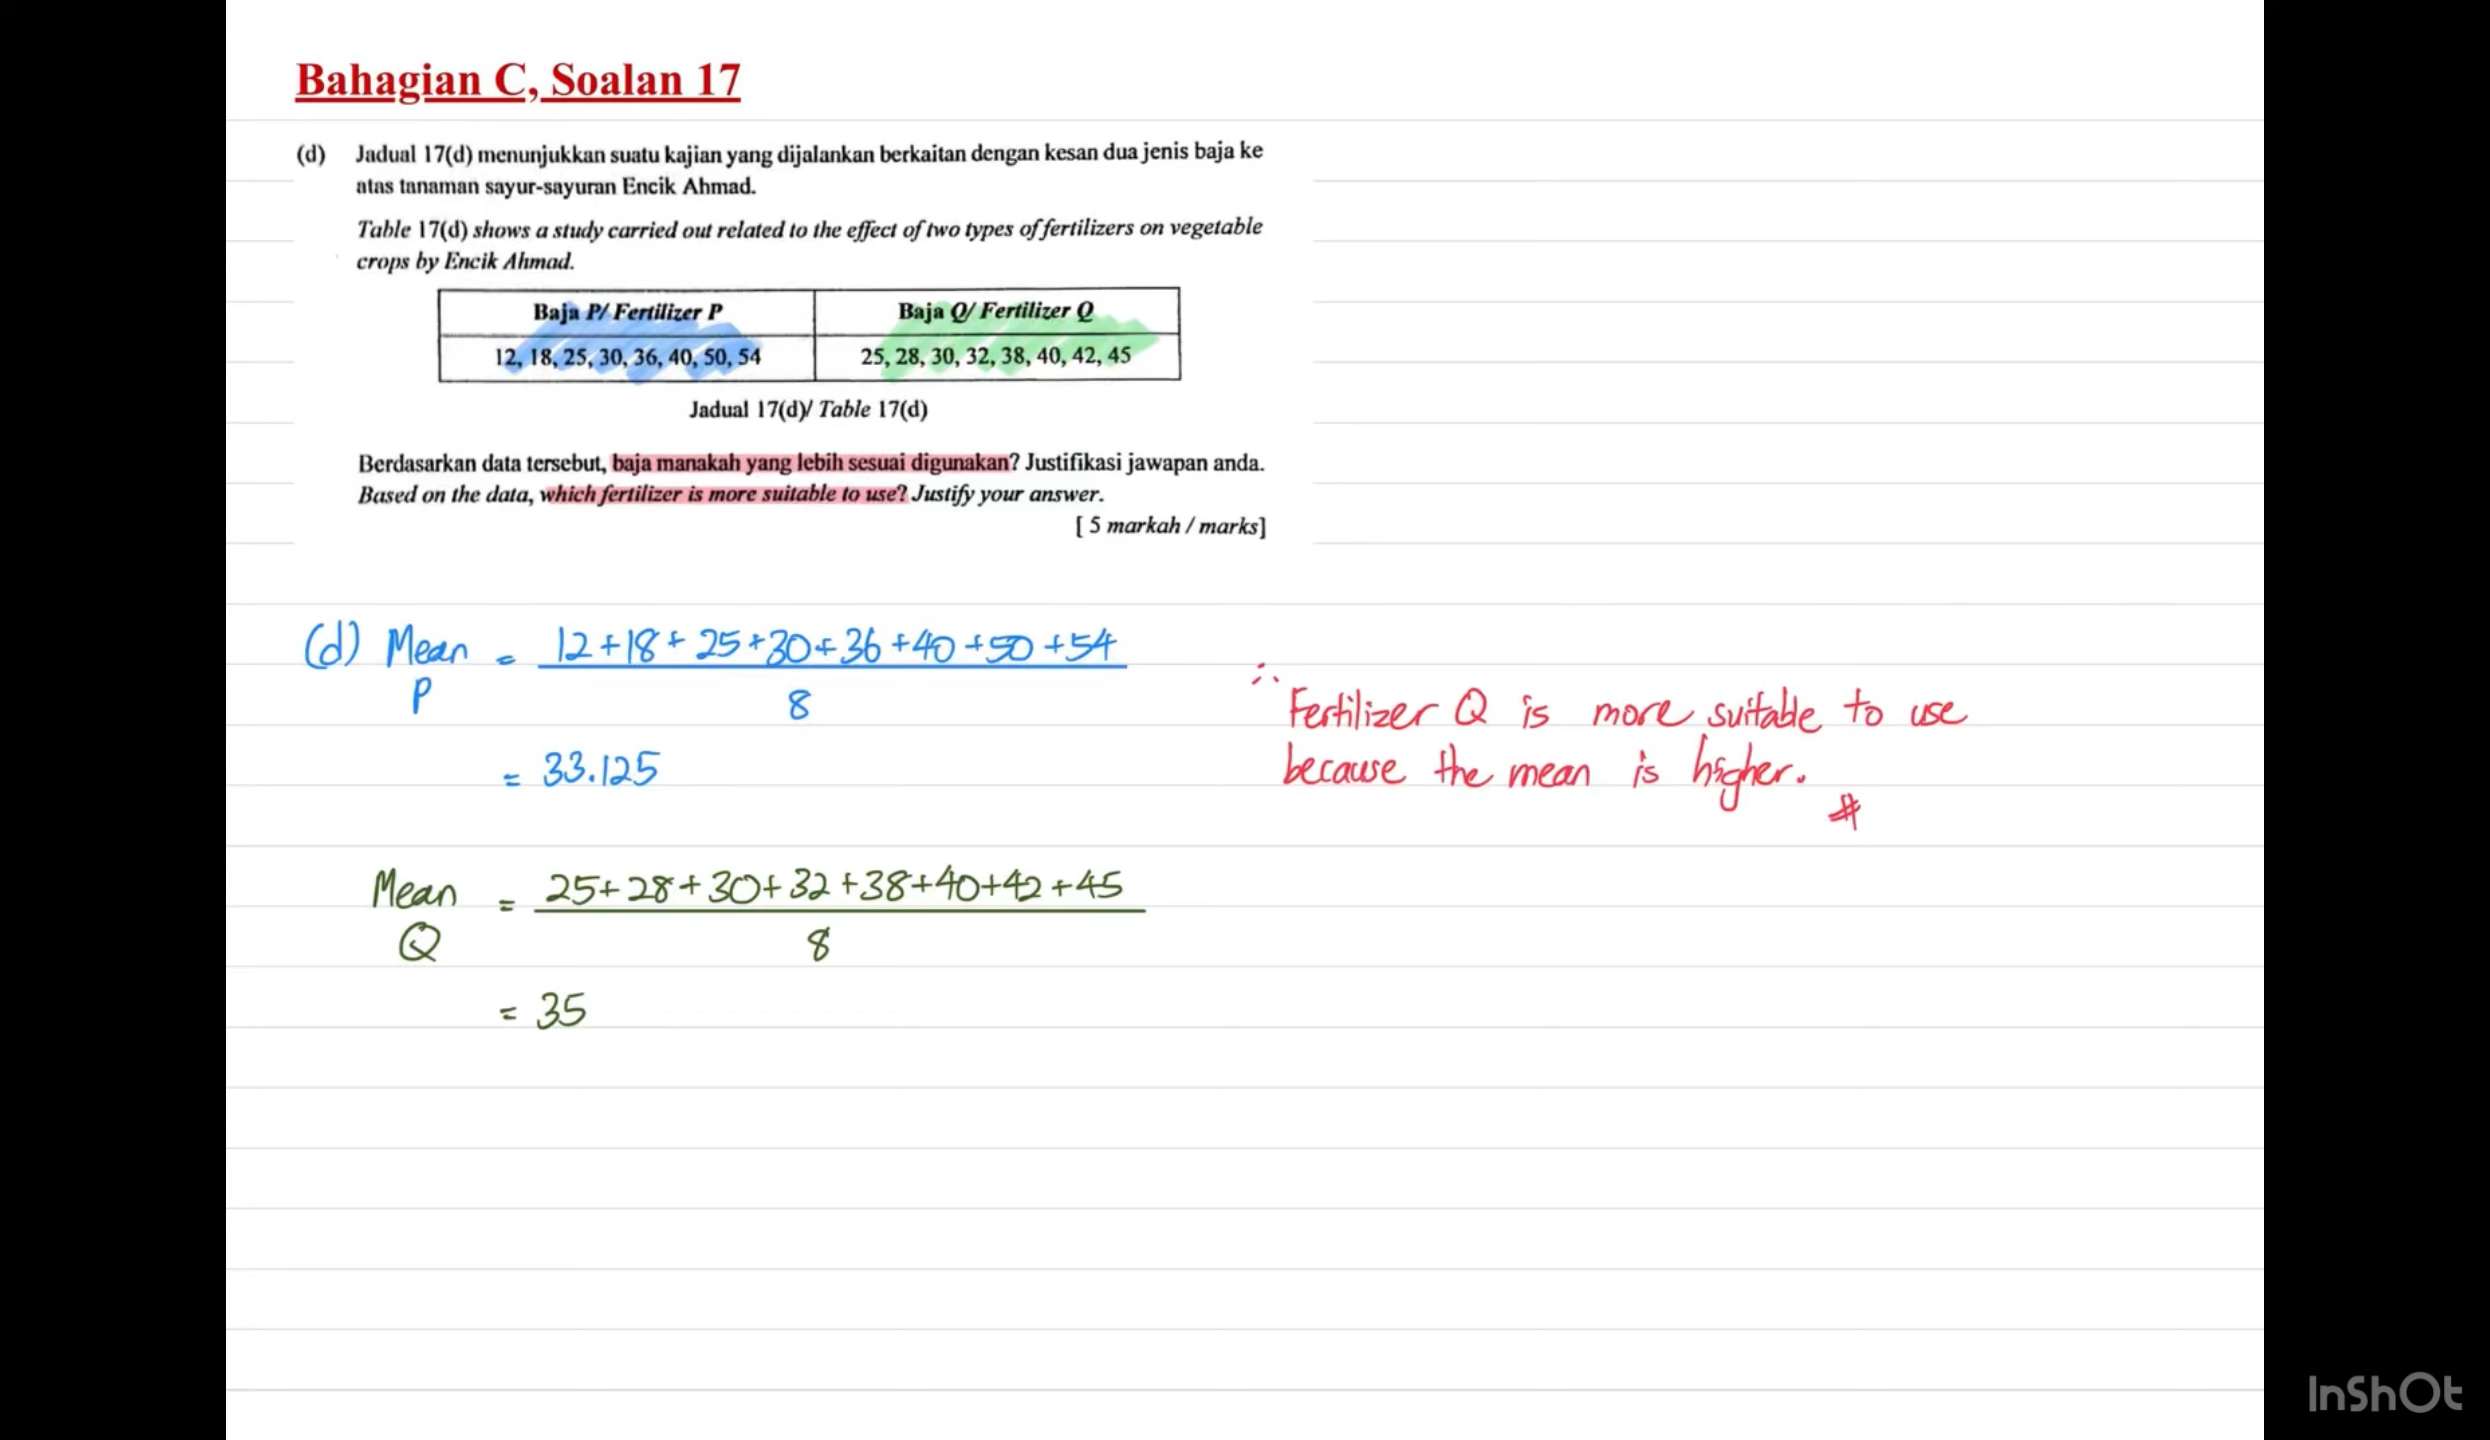 Bahagian C, Soalan 17
(d) Jadual 17(d) menunjukkan suatu kajian yang dijalankan berkaitan dengan kesan dua jenis baja ke
atas tanaman sayur-sayuran Encik Ahmad.
Table 17(d) shows a study carried out related to the effect of two types of fertilizers on vegetable
crops by Encik Ahmad.
Baja P/ Fertilizer P
Baja Q/ Fertilizer Q
12, 18, 25, 30, 36, 40, 50, 54
25, 28, 30, 32, 38, 40, 42, 45
Jadual 17(d)/ Table 17(d)
Berdasarkan data tersebut, baja manakah yang lebih sesuai digunakan? Justifikasi jawapan anda.
Based on the data, which fertilizer is more suitable to use? Justify your answer.
[ 5 markah / marks]
(d) Mean P = 12+18+25+30+36+40+50+54
8
= 33.125
Mean Q = 25+28+30+32+38+40+42+45
8
= 35
∴ Fertilizer Q is more suitable to use
because the mean is higher. #
InShOt